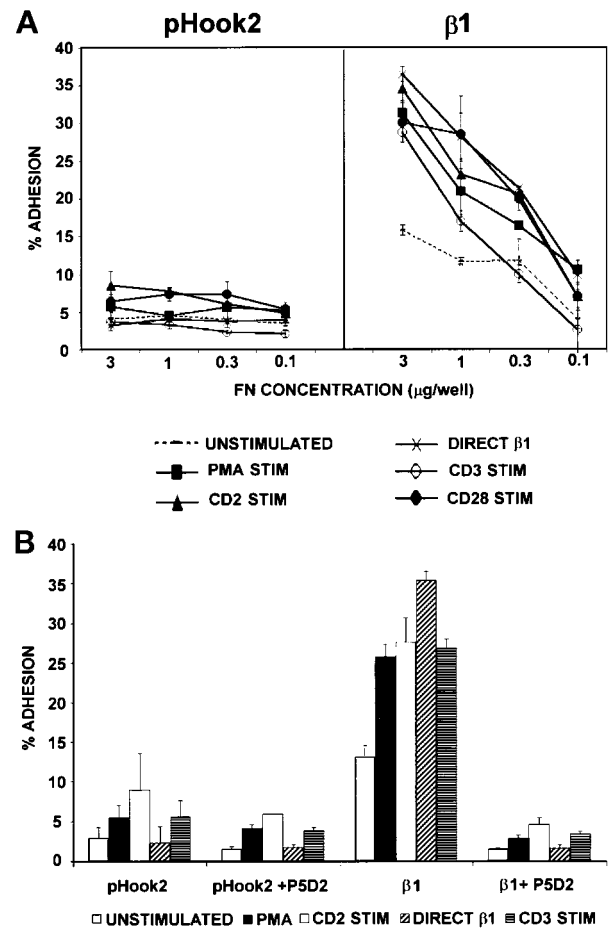 A
pHook2 β1
40
35
30
25
20
15
10
5
0
% ADHESION
3 1 0.3 0.1 3 1 0.3 0.1
FN CONCENTRATION (μg/well)
UNSTIMULATED DIRECT β1
PMA STIM CD3 STIM
CD2 STIM CD28 STIM
B
40
35
30
25
20
15
10
5
0
% ADHESION
pHook2 pHook2 +P5D2 β1 β1+ P5D2
UNSTIMULATED PMA CD2 STIM DIRECT β1 CD3 STIM